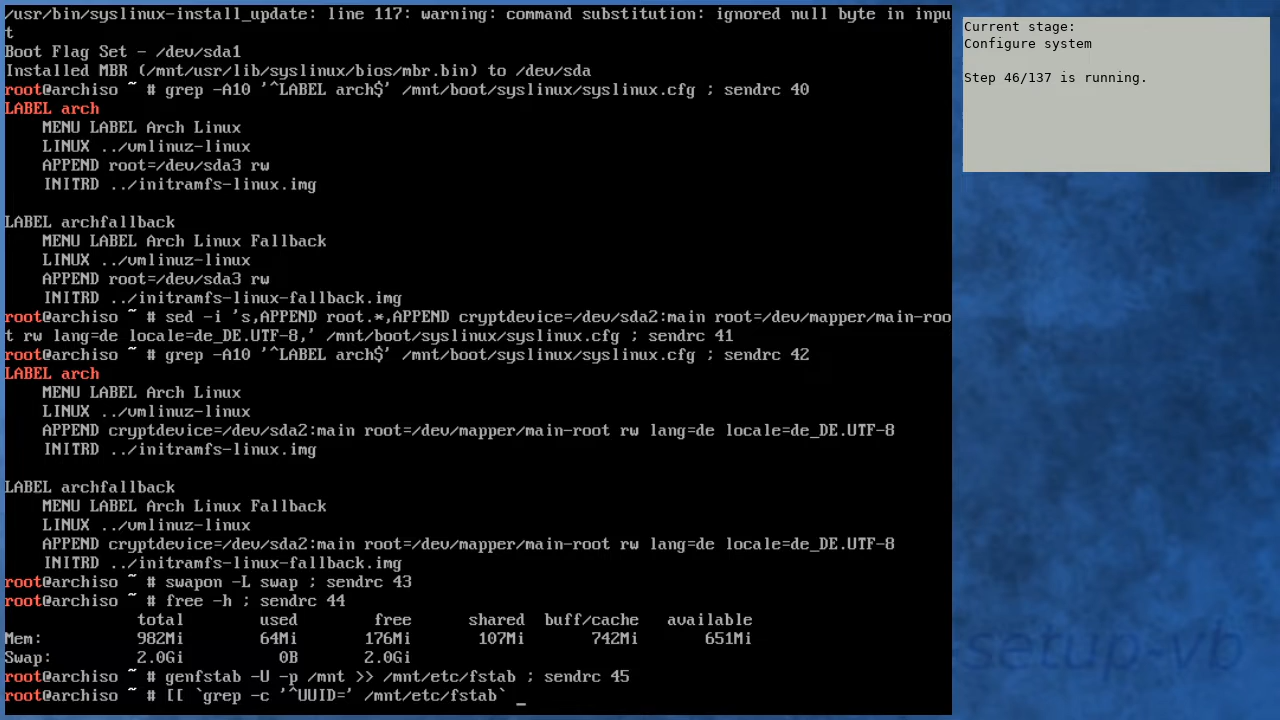 /usr/bin/syslinux-install_update: line 117: warning: command substitution: ignored null byte in inpu
t
Boot Flag Set - /dev/sda1
Installed MBR (/mnt/usr/lib/syslinux/bios/mbr.bin) to /dev/sda
root@archiso ~ # grep -A10 '^LABEL arch$' /mnt/boot/syslinux/syslinux.cfg ; sendrc 40
LABEL arch
    MENU LABEL Arch Linux
    LINUX ../vmlinuz-linux
    APPEND root=/dev/sda3 rw
    INITRD ../initramfs-linux.img

LABEL archfallback
    MENU LABEL Arch Linux Fallback
    LINUX ../vmlinuz-linux
    APPEND root=/dev/sda3 rw
    INITRD ../initramfs-linux-fallback.img
root@archiso ~ # sed -i 's,APPEND root.*,APPEND cryptdevice=/dev/sda2:main root=/dev/mapper/main-roo
t rw lang=de locale=de_DE.UTF-8,' /mnt/boot/syslinux/syslinux.cfg ; sendrc 41
root@archiso ~ # grep -A10 '^LABEL arch$' /mnt/boot/syslinux/syslinux.cfg ; sendrc 42
LABEL arch
    MENU LABEL Arch Linux
    LINUX ../vmlinuz-linux
    APPEND cryptdevice=/dev/sda2:main root=/dev/mapper/main-root rw lang=de locale=de_DE.UTF-8
    INITRD ../initramfs-linux.img

LABEL archfallback
    MENU LABEL Arch Linux Fallback
    LINUX ../vmlinuz-linux
    APPEND cryptdevice=/dev/sda2:main root=/dev/mapper/main-root rw lang=de locale=de_DE.UTF-8
    INITRD ../initramfs-linux-fallback.img
root@archiso ~ # swapon -L swap ; sendrc 43
root@archiso ~ # free -h ; sendrc 44
              total        used        free      shared  buff/cache   available
Mem:          982Mi        64Mi       176Mi       107Mi       742Mi       651Mi
Swap:         2.0Gi          0B       2.0Gi
root@archiso ~ # genfstab -U -p /mnt >> /mnt/etc/fstab ; sendrc 45
root@archiso ~ # [[ `grep -c '^UUID=' /mnt/etc/fstab` _
Current stage:
Configure system

Step 46/137 is running.
setup-vb